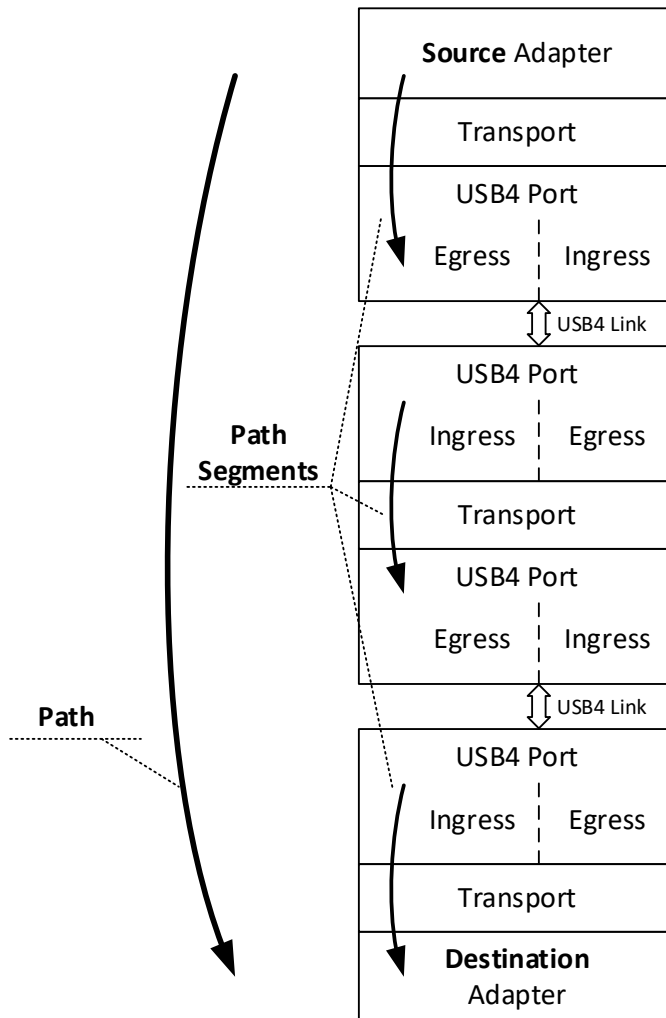 Source Adapter
Transport
USB4 Port
Egress Ingress
USB4 Link
USB4 Port
Ingress Egress
Path
Segments
Transport
USB4 Port
Egress Ingress
USB4 Link
Path
USB4 Port
Ingress Egress
Transport
Destination
Adapter